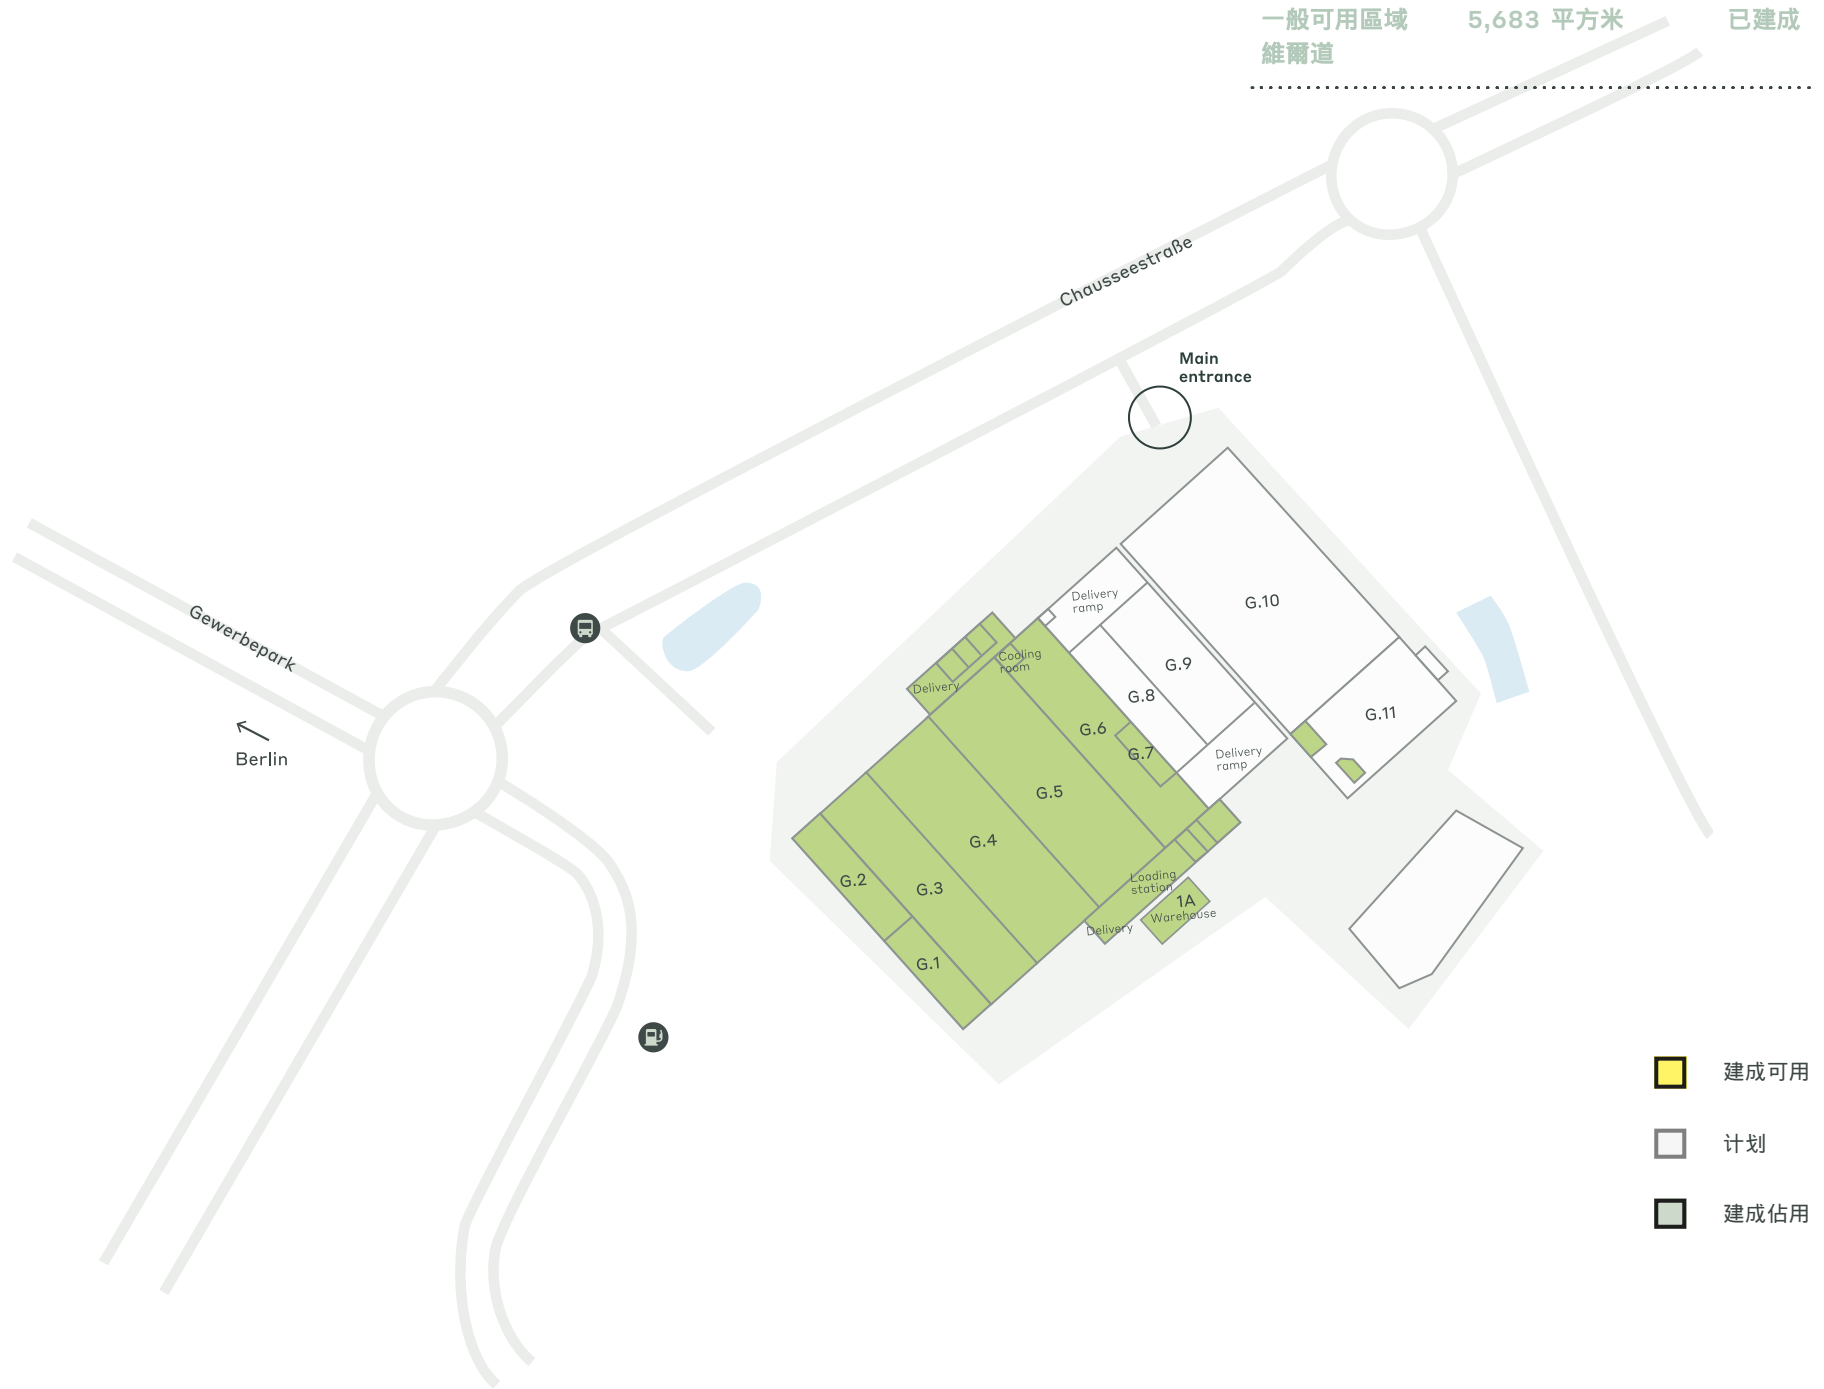 一般可用區域 5,683 平方米 已建成
維爾道
Chausseestraße
Main
entrance
Gewerbepark
Berlin
Delivery
ramp
G.10
Cooling
room
Delivery
G.9
G.8
G.11
G.6
G.7
Delivery
ramp
G.5
G.4
G.2
G.3
Loading
station
1A
Warehouse
Delivery
G.1
建成可用
计划
建成佔用